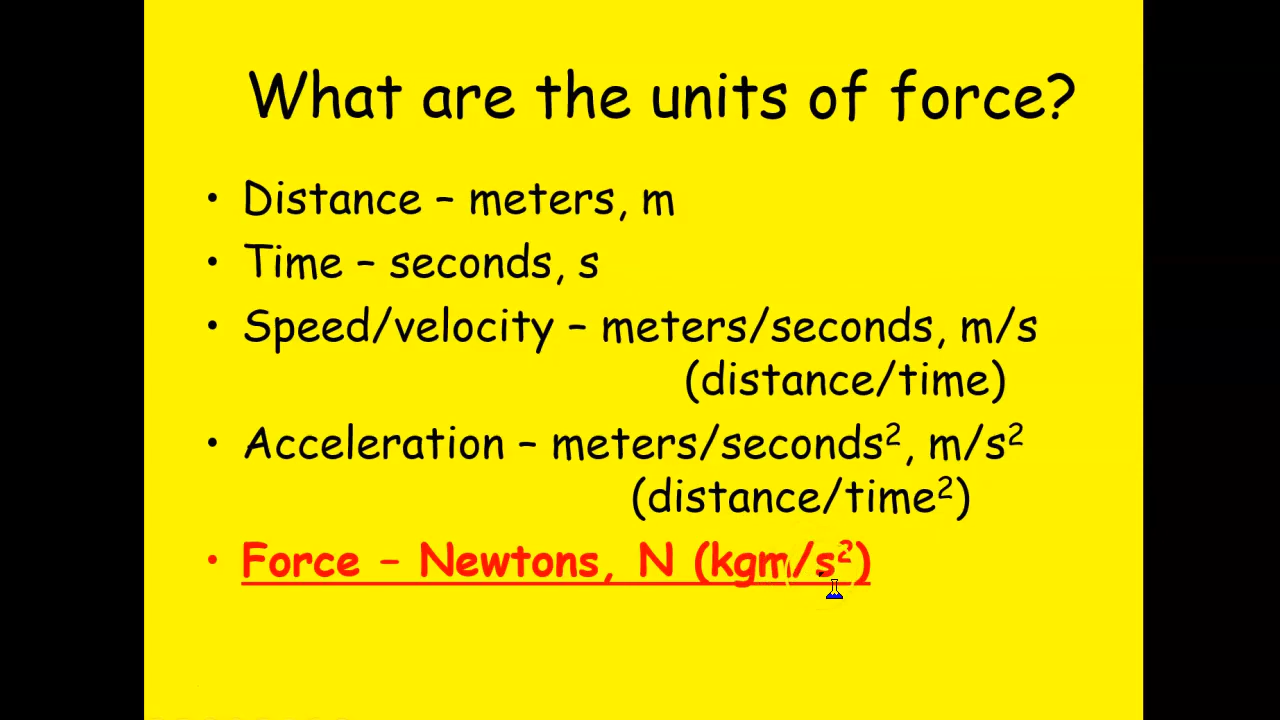 What are the units of force?
• Distance – meters, m
• Time – seconds, s
• Speed/velocity – meters/seconds, m/s
(distance/time)
• Acceleration – meters/seconds², m/s²
(distance/time²)
• Force – Newtons, N (kgm/s²)